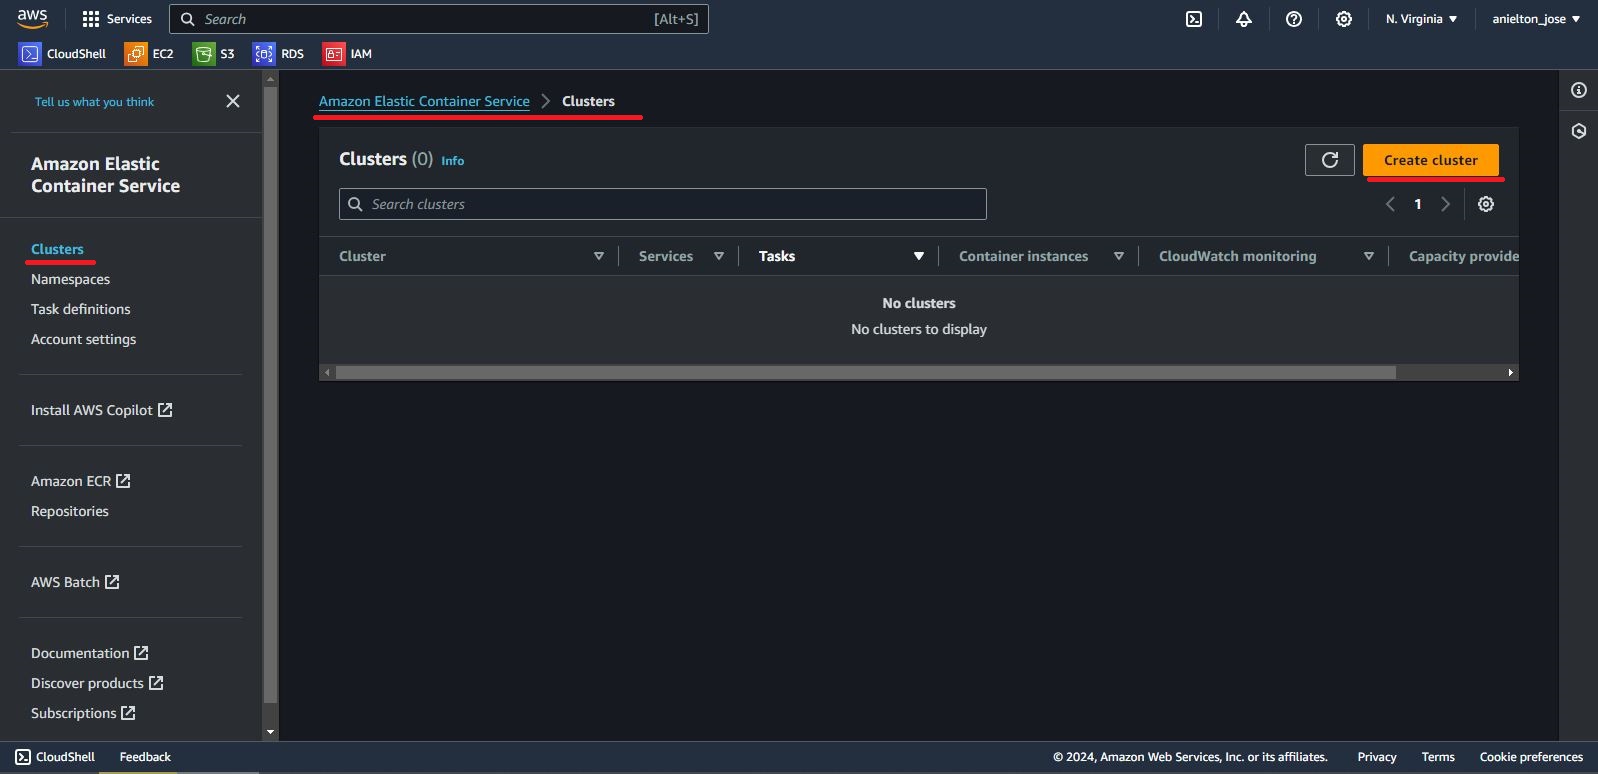 aws
Services
Search
[Alt+S]
N. Virginia
anielton_jose
CloudShell
EC2
S3
RDS
IAM
Tell us what you think
Amazon Elastic
Container Service
Clusters
Namespaces
Task definitions
Account settings
Install AWS Copilot
Amazon ECR
Repositories
AWS Batch
Documentation
Discover products
Subscriptions
Amazon Elastic Container Service
Clusters
Clusters (0) Info
Create cluster
Search clusters
1
Cluster
Services
Tasks
Container instances
CloudWatch monitoring
Capacity provide
No clusters
No clusters to display
CloudShell
Feedback
© 2024, Amazon Web Services, Inc. or its affiliates.
Privacy
Terms
Cookie preferences